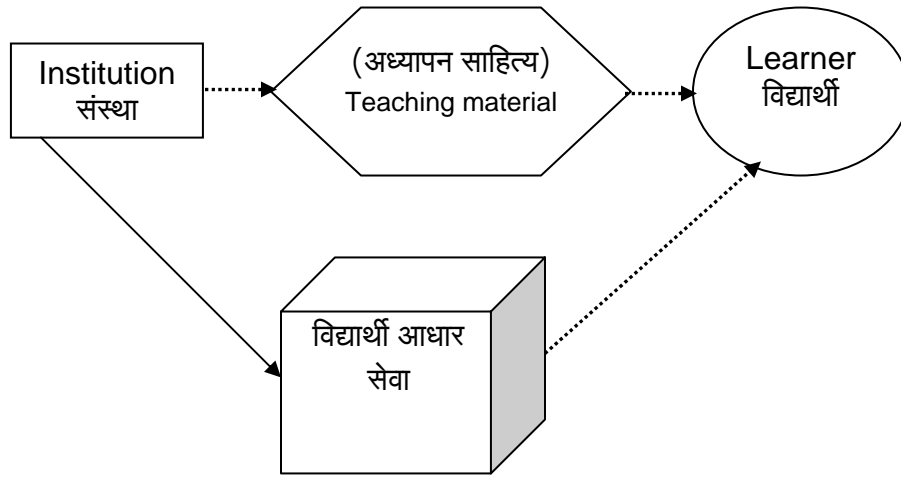 Institution
संस्था
(अध्यापन साहित्य)
Teaching material
Learner
विद्यार्थी
विद्यार्थी आधार
सेवा